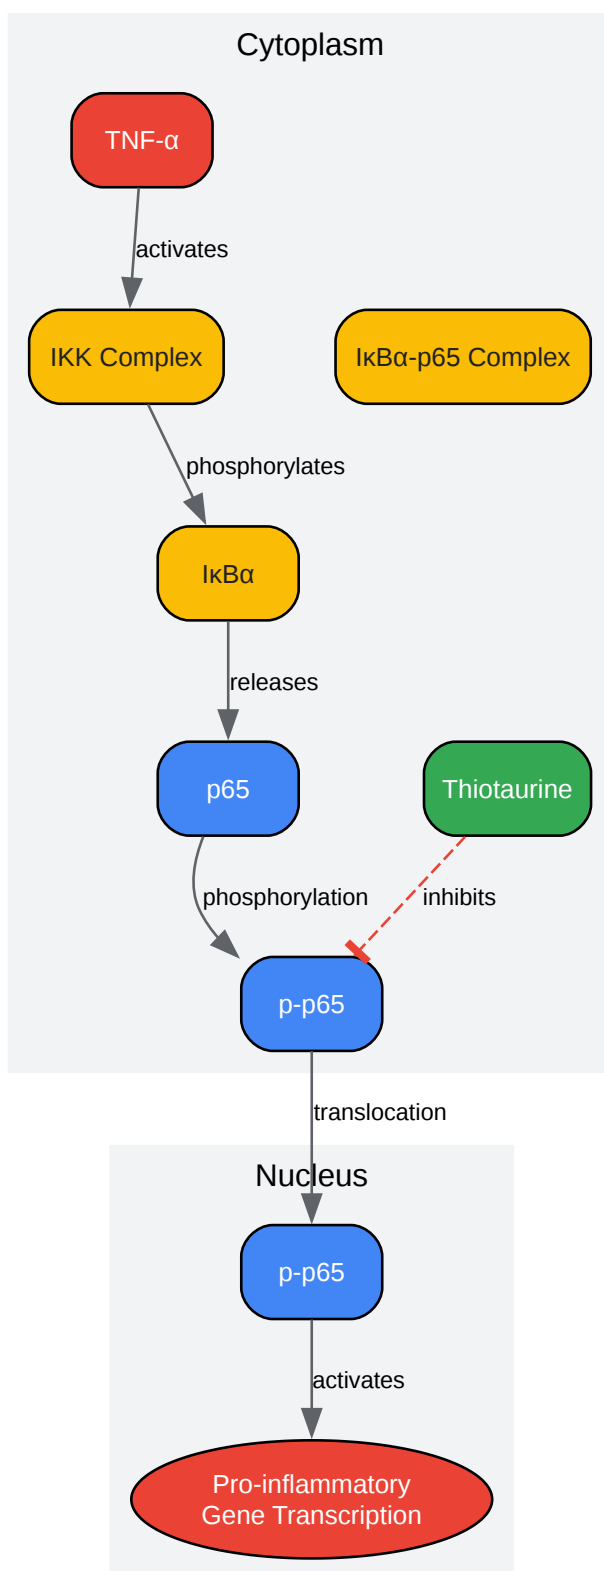 Cytoplasm
TNF-α
activates
IKK Complex
IκBα-p65 Complex
phosphorylates
IκBα
releases
p65
Thiotaurine
phosphorylation
inhibits
p-p65
translocation
Nucleus
p-p65
activates
Pro-inflammatory
Gene Transcription